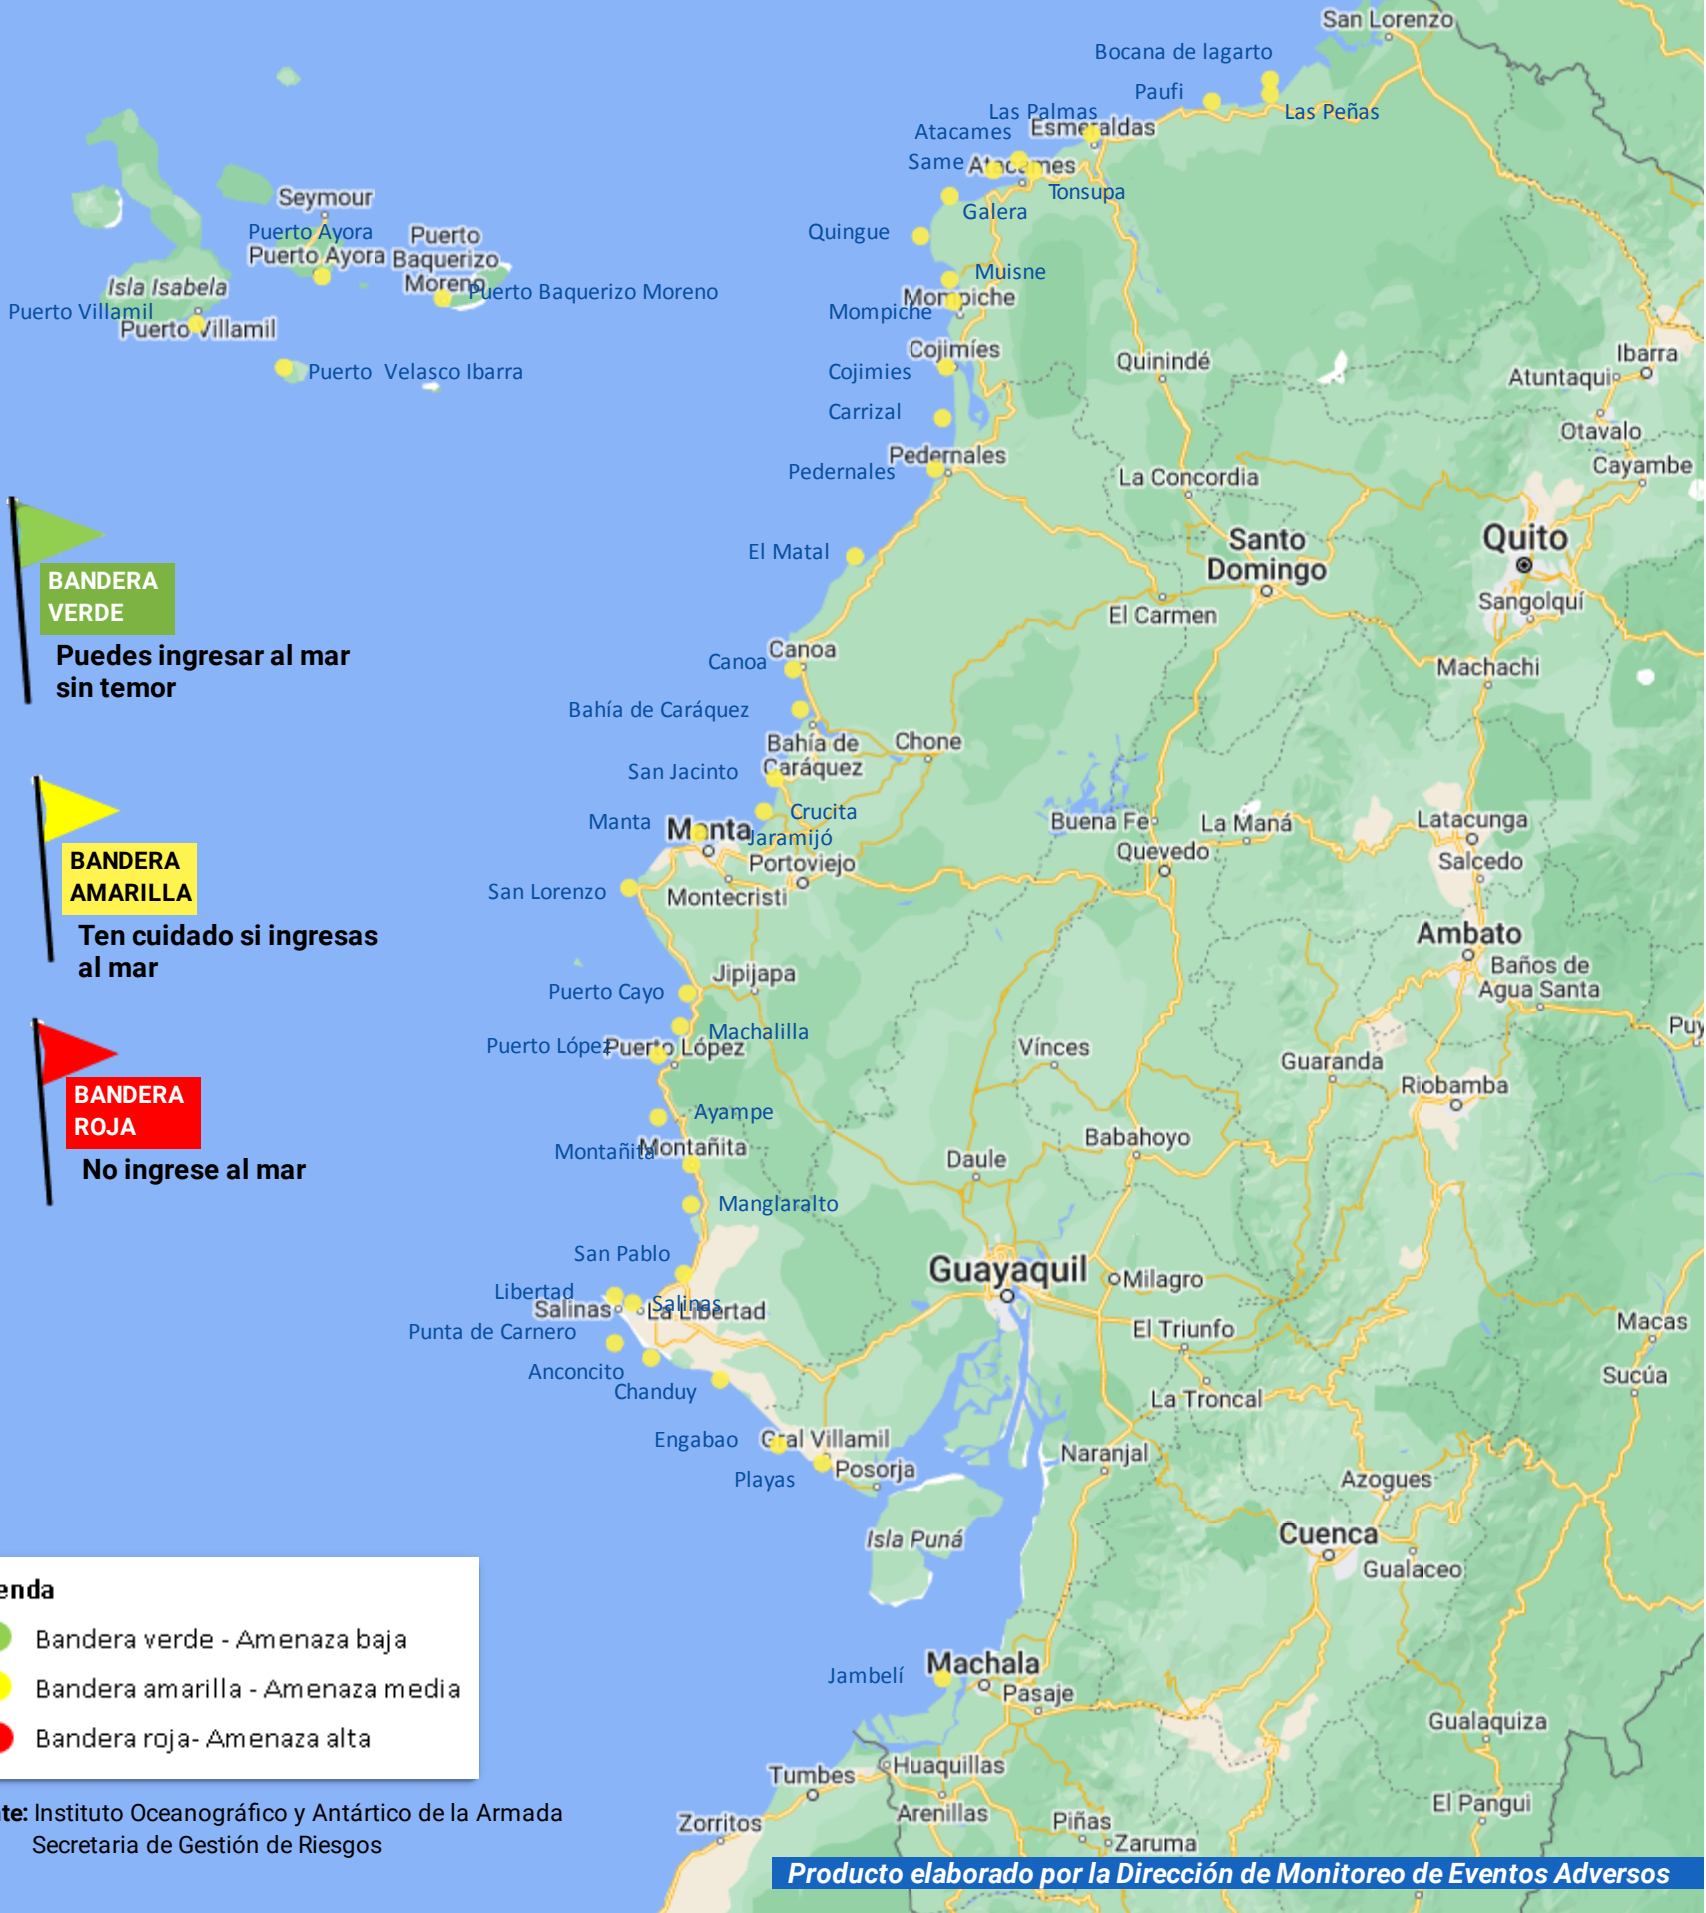 San Lorenzo
Bocana de lagarto
Paufi
Las Peñas
Las Palmas
Esmeraldas
Atacames
Same
Atacames
Tonsupa
Galera
Quingue
Muisne
Mompiche
Mompiche
Cojimíes
Cojimies
Carrizal
Pedernales
Pedernales
El Matal
Canoa
Canoa
Bahía de Caráquez
Bahía de
Caráquez
Chone
San Jacinto
Crucita
Manta
Manta
Jaramijó
Portoviejo
Montecristi
San Lorenzo
Jipijapa
Puerto Cayo
Machalilla
Puerto López
Puerto López
Ayampe
Montañita
Montañita
Manglaralto
San Pablo
Libertad
Salinas
Salinas
La Libertad
Punta de Carnero
Anconcito
Chanduy
Engabao
Gral Villamil
Playas
Posorja
Isla Puná
Jambelí
Machala
Pasaje
Huaquillas
Tumbes
Zorritos
Arenillas
Piñas
Zaruma
Seymour
Puerto Ayora
Puerto Ayora
Puerto
Baquerizo
Moreno
Puerto Baquerizo Moreno
Isla Isabela
Puerto Villamil
Puerto Villamil
Puerto Velasco Ibarra
Quinindé
Ibarra
Atuntaqui
Otavalo
Cayambe
La Concordia
Santo
Domingo
Quito
Sangolquí
El Carmen
Machachi
Buena Fe
La Maná
Latacunga
Quevedo
Salcedo
Ambato
Baños de
Agua Santa
Puy
Vínces
Guaranda
Riobamba
Babahoyo
Daule
Guayaquil
Milagro
El Triunfo
Macas
Sucúa
La Troncal
Naranjal
Azogues
Cuenca
Gualaceo
Gualaquiza
El Pangui
BANDERA
VERDE
Puedes ingresar al mar
sin temor
BANDERA
AMARILLA
Ten cuidado si ingresas
al mar
BANDERA
ROJA
No ingrese al mar
enda
Bandera verde - Amenaza baja
Bandera amarilla - Amenaza media
Bandera roja- Amenaza alta
te: Instituto Oceanográfico y Antártico de la Armada
Secretaria de Gestión de Riesgos
Producto elaborado por la Dirección de Monitoreo de Eventos Adversos